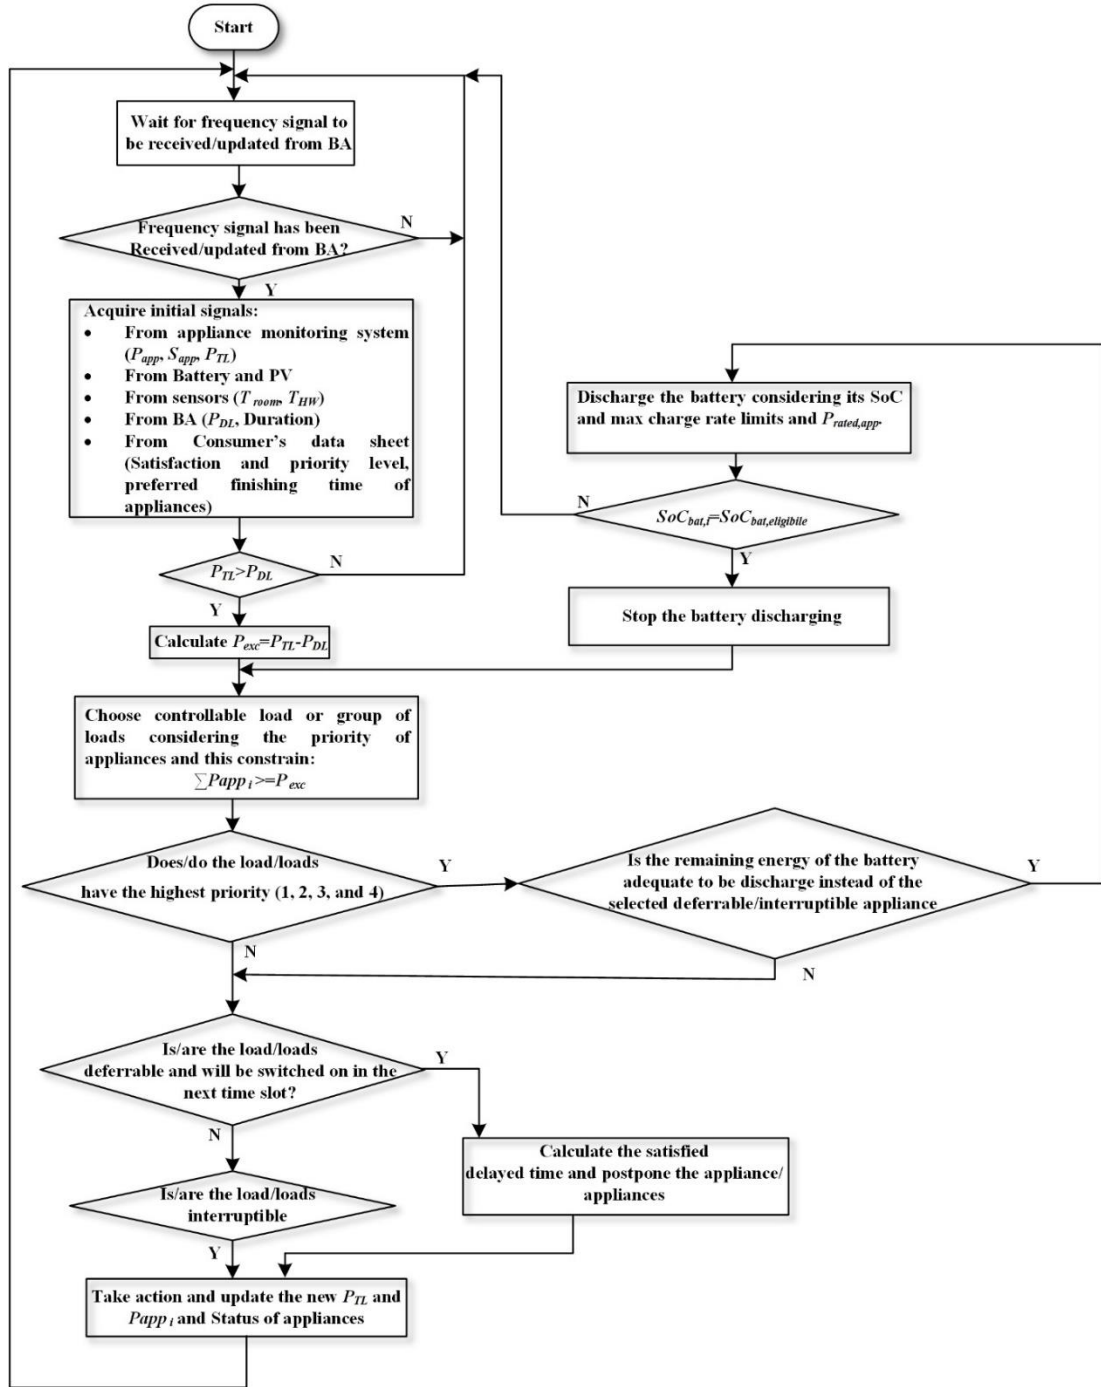 Start
Wait for frequency signal to
be received/updated from BA
Frequency signal has been
Received/updated from BA?
N
Y
Acquire initial signals:
• From appliance monitoring system
(Papp, Sapp, PTL)
• From Battery and PV
• From sensors (T room, THW)
• From BA (PDL, Duration)
• From Consumer's data sheet
(Satisfaction and priority level,
preferred finishing time of
appliances)
PTL>PDL
N
Y
Calculate Pexc=PTL-PDL
Discharge the battery considering its SoC
and max charge rate limits and Prated,app.
N
SoCbat,t=SoCbat,eligibile
Y
Stop the battery discharging
Choose controllable load or group of
loads considering the priority of
appliances and this constrain:
∑Papp i >=P exc
Does/do the load/loads
have the highest priority (1, 2, 3, and 4)
Y
N
Is the remaining energy of the battery
adequate to be discharge instead of the
selected deferrable/interruptible appliance
Y
N
Is/are the load/loads
deferrable and will be switched on in the
next time slot?
Y
N
Calculate the satisfied
delayed time and postpone the appliance/
appliances
Is/are the load/loads
interruptible
Y
Take action and update the new PTL and
Papp i and Status of appliances